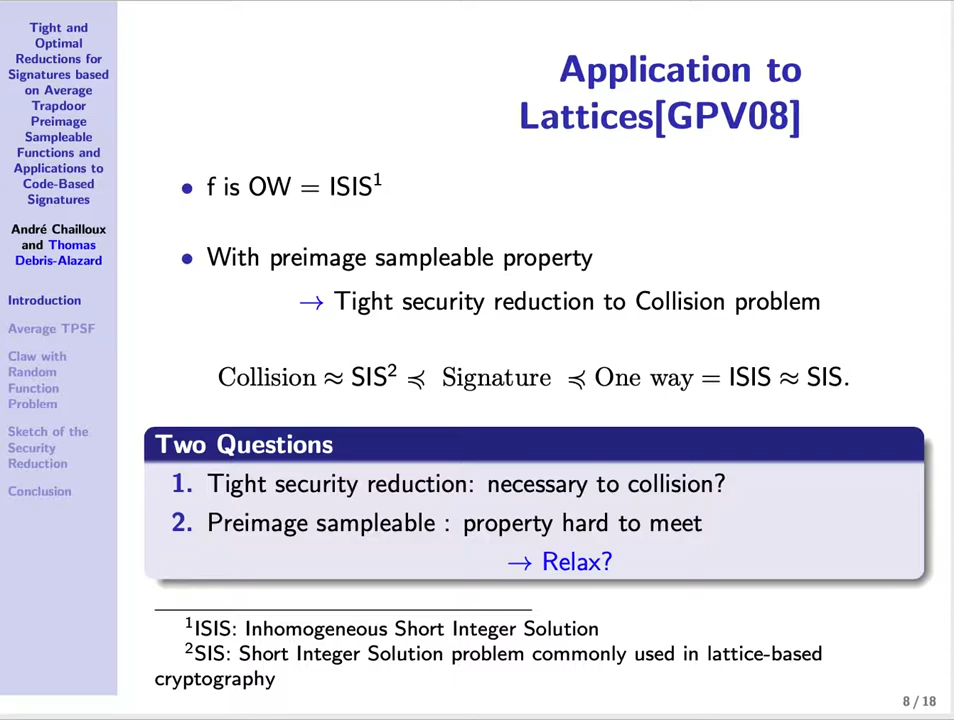 Tight and
Optimal
Reductions for
Signatures based
on Average
Trapdoor
Preimage
Sampleable
Functions and
Applications to
Code-Based
Signatures
André Chailloux
and Thomas
Debris-Alazard
Introduction
Average TPSF
Claw with
Random
Function
Problem
Sketch of the
Security
Reduction
Conclusion
Application to
Lattices[GPV08]
• f is OW = ISIS¹
• With preimage sampleable property
→ Tight security reduction to Collision problem
Collision ≈ SIS² ≼ Signature ≼ One way = ISIS ≈ SIS.
Two Questions
1. Tight security reduction: necessary to collision?
2. Preimage sampleable : property hard to meet
→ Relax?
¹ISIS: Inhomogeneous Short Integer Solution
²SIS: Short Integer Solution problem commonly used in lattice-based
cryptography
8 / 18